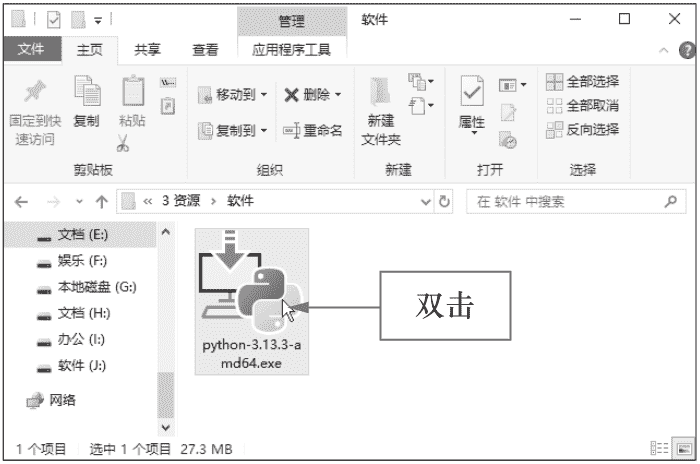 管理
软件
文件
主页
共享
查看
应用程序工具
固定到快
速访问
复制
粘贴
剪贴板
移动到
复制到
删除
重命名
组织
新建
文件夹
新建
属性
打开
全部选择
全部取消
反向选择
选择
« 3 资源 › 软件
在 软件 中搜索
文档 (E:)
娱乐 (F:)
本地磁盘 (G:)
文档 (H:)
办公 (I:)
软件 (J:)
网络
python-3.13.3-a
md64.exe
双击
1 个项目 选中 1 个项目 27.3 MB